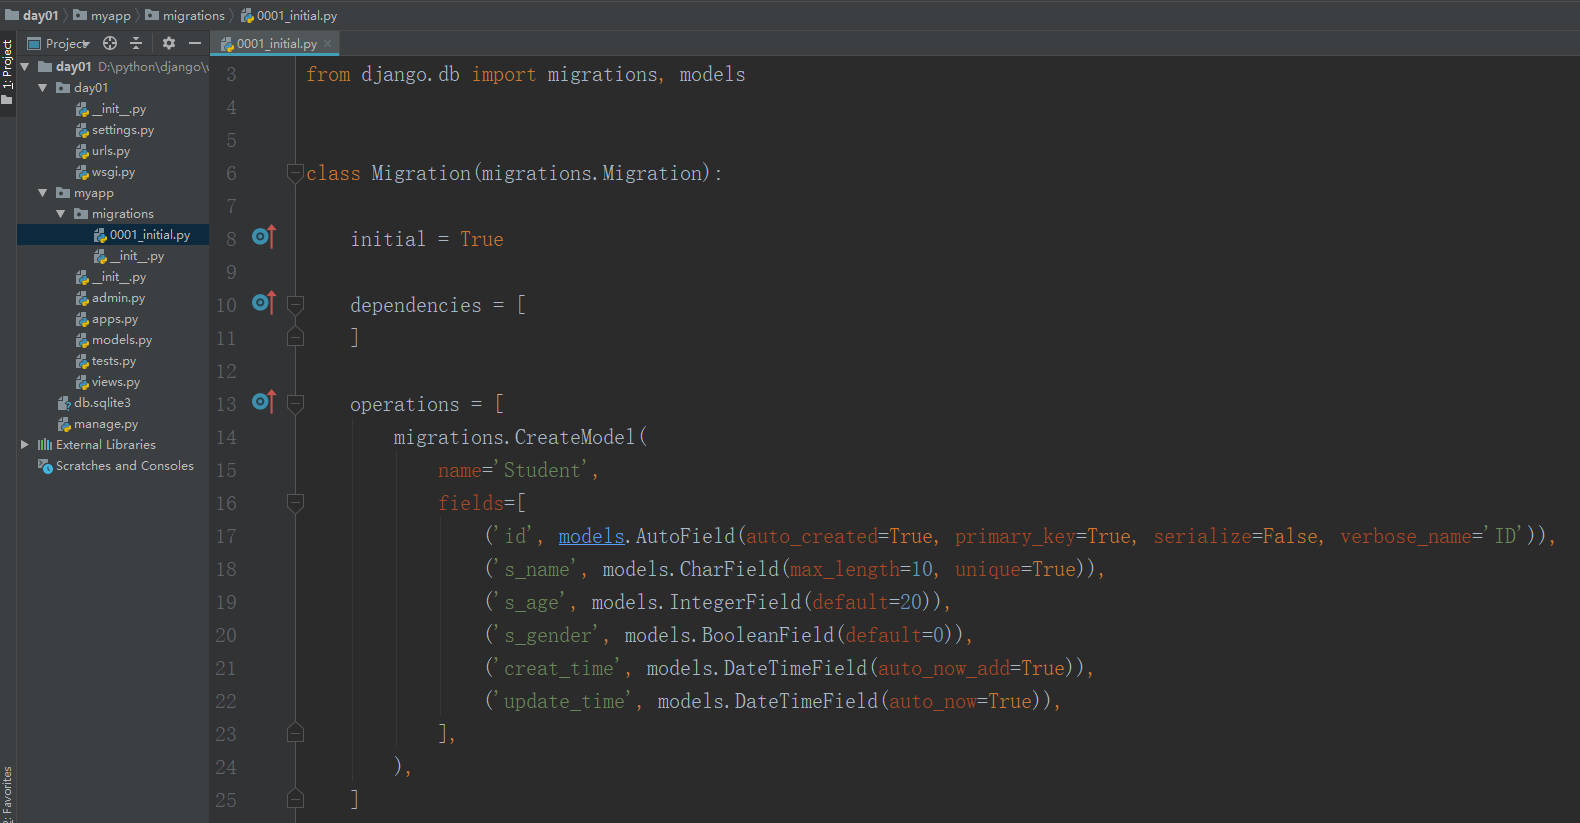 day01 myapp migrations 0001_initial.py
Project 0001_initial.py
1: Project
day01 D:\python\django\
day01
__init__.py
settings.py
urls.py
wsgi.py
myapp
migrations
0001_initial.py
__init__.py
__init__.py
admin.py
apps.py
models.py
tests.py
views.py
db.sqlite3
manage.py
External Libraries
Scratches and Consoles
Favorites
3 from django.db import migrations, models
4
5
6 class Migration(migrations.Migration):
7
8 initial = True
9
10 dependencies = [
11 ]
12
13 operations = [
14 migrations.CreateModel(
15 name='Student',
16 fields=[
17 ('id', models.AutoField(auto_created=True, primary_key=True, serialize=False, verbose_name='ID')),
18 ('s_name', models.CharField(max_length=10, unique=True)),
19 ('s_age', models.IntegerField(default=20)),
20 ('s_gender', models.BooleanField(default=0)),
21 ('creat_time', models.DateTimeField(auto_now_add=True)),
22 ('update_time', models.DateTimeField(auto_now=True)),
23 ],
24 ),
25 ]